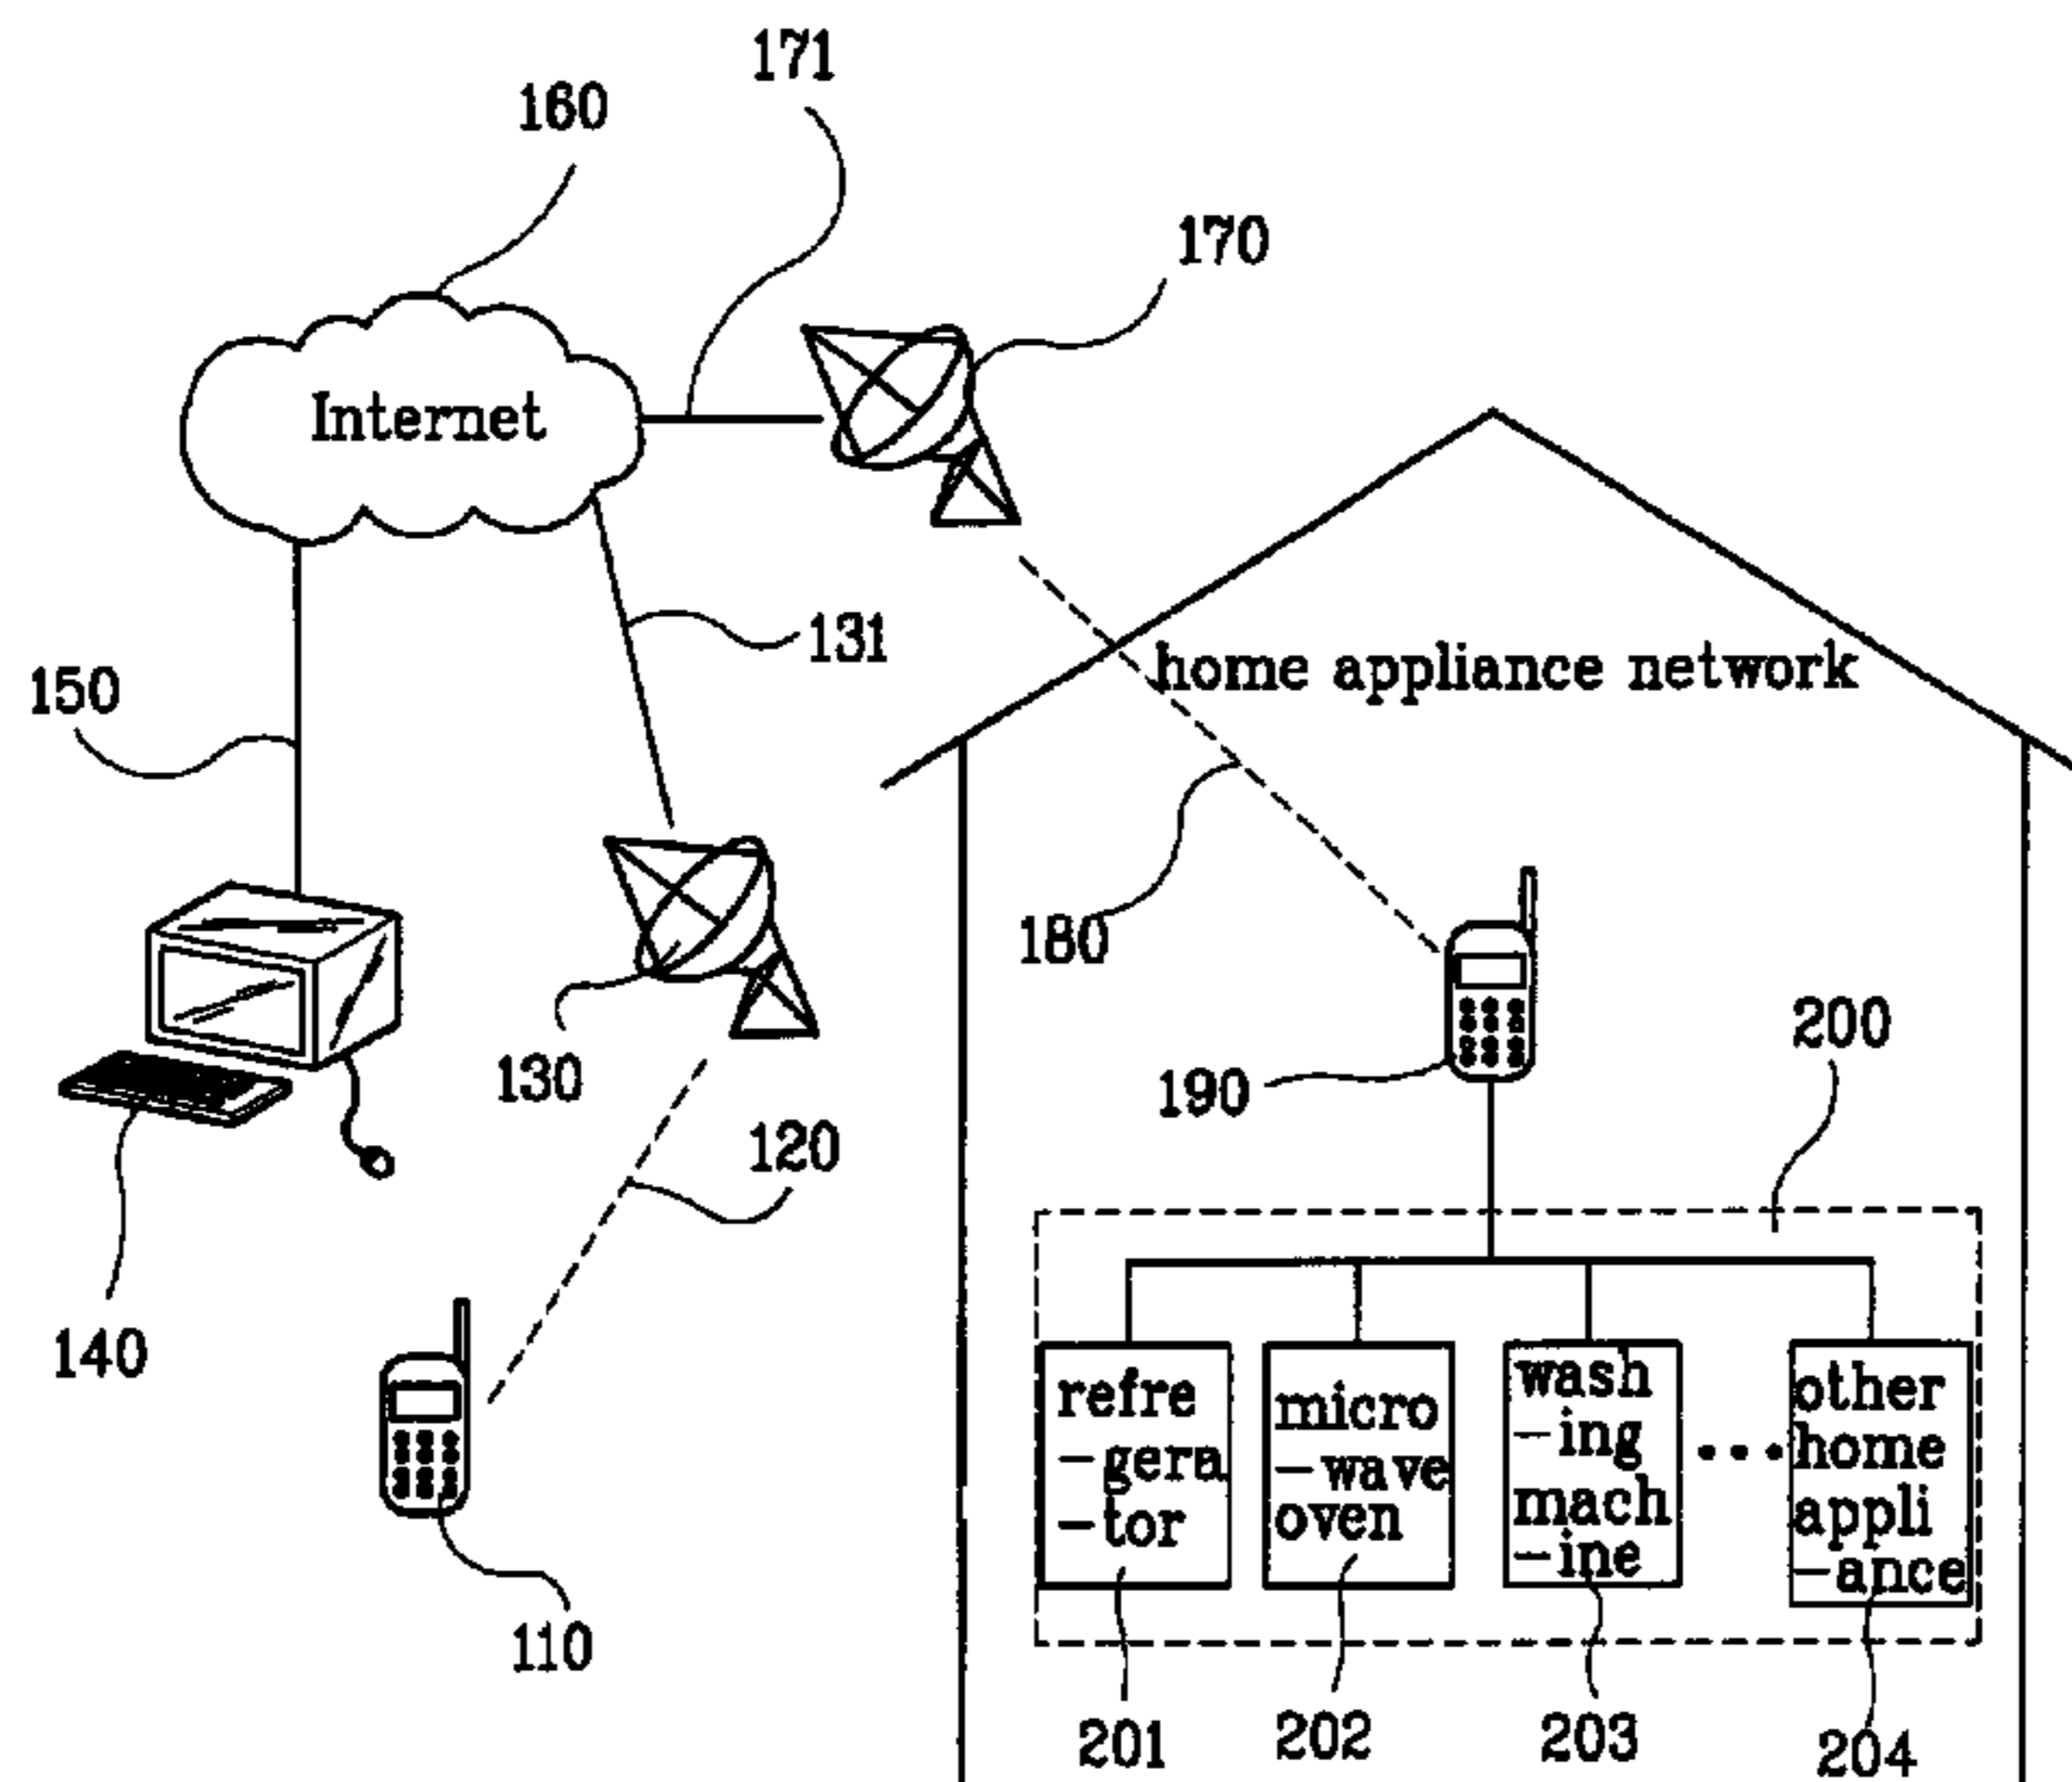 171
160
170
Internet
131
home appliance network
150
180
200
130
190
120
140
refre
-gera
-tor
micro
-wave
oven
wash
-ing
mach
-ine
•••
other
home
appli
-ance
110
201
202
203
204